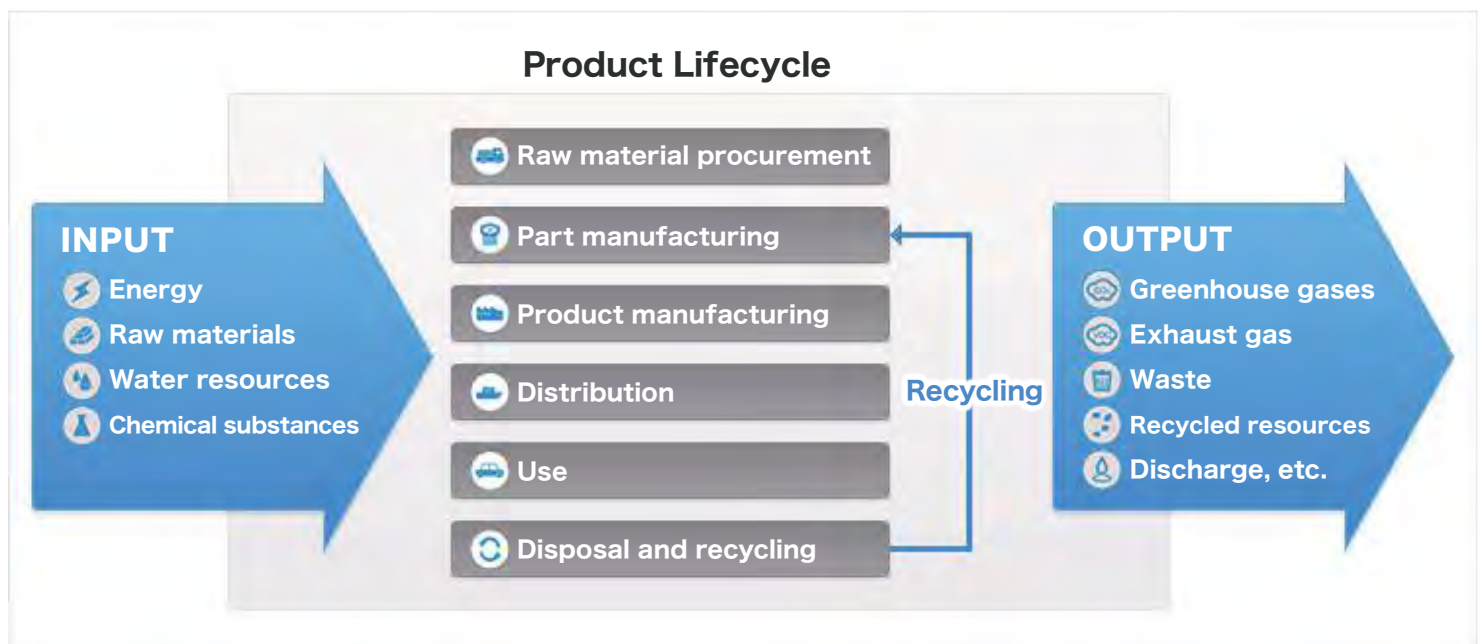 Product Lifecycle
INPUT
Energy
Raw materials
Water resources
Chemical substances
Raw material procurement
Part manufacturing
Product manufacturing
Distribution
Use
Disposal and recycling
Recycling
OUTPUT
Greenhouse gases
Exhaust gas
Waste
Recycled resources
Discharge, etc.